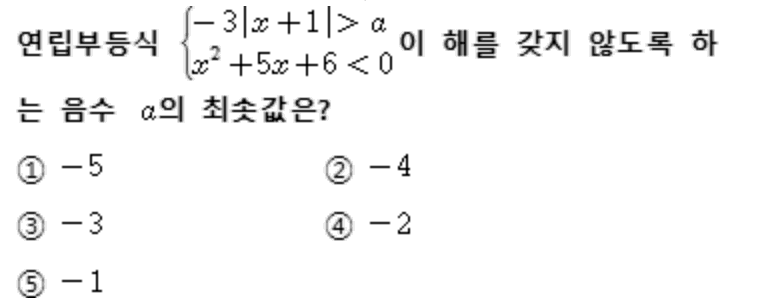 연립부등식 { −3|x+1| > a
x² + 5x + 6 < 0 이 해를 갖지 않도록 하
는 음수 a의 최솟값은?
① −5 ② −4
③ −3 ④ −2
⑤ −1